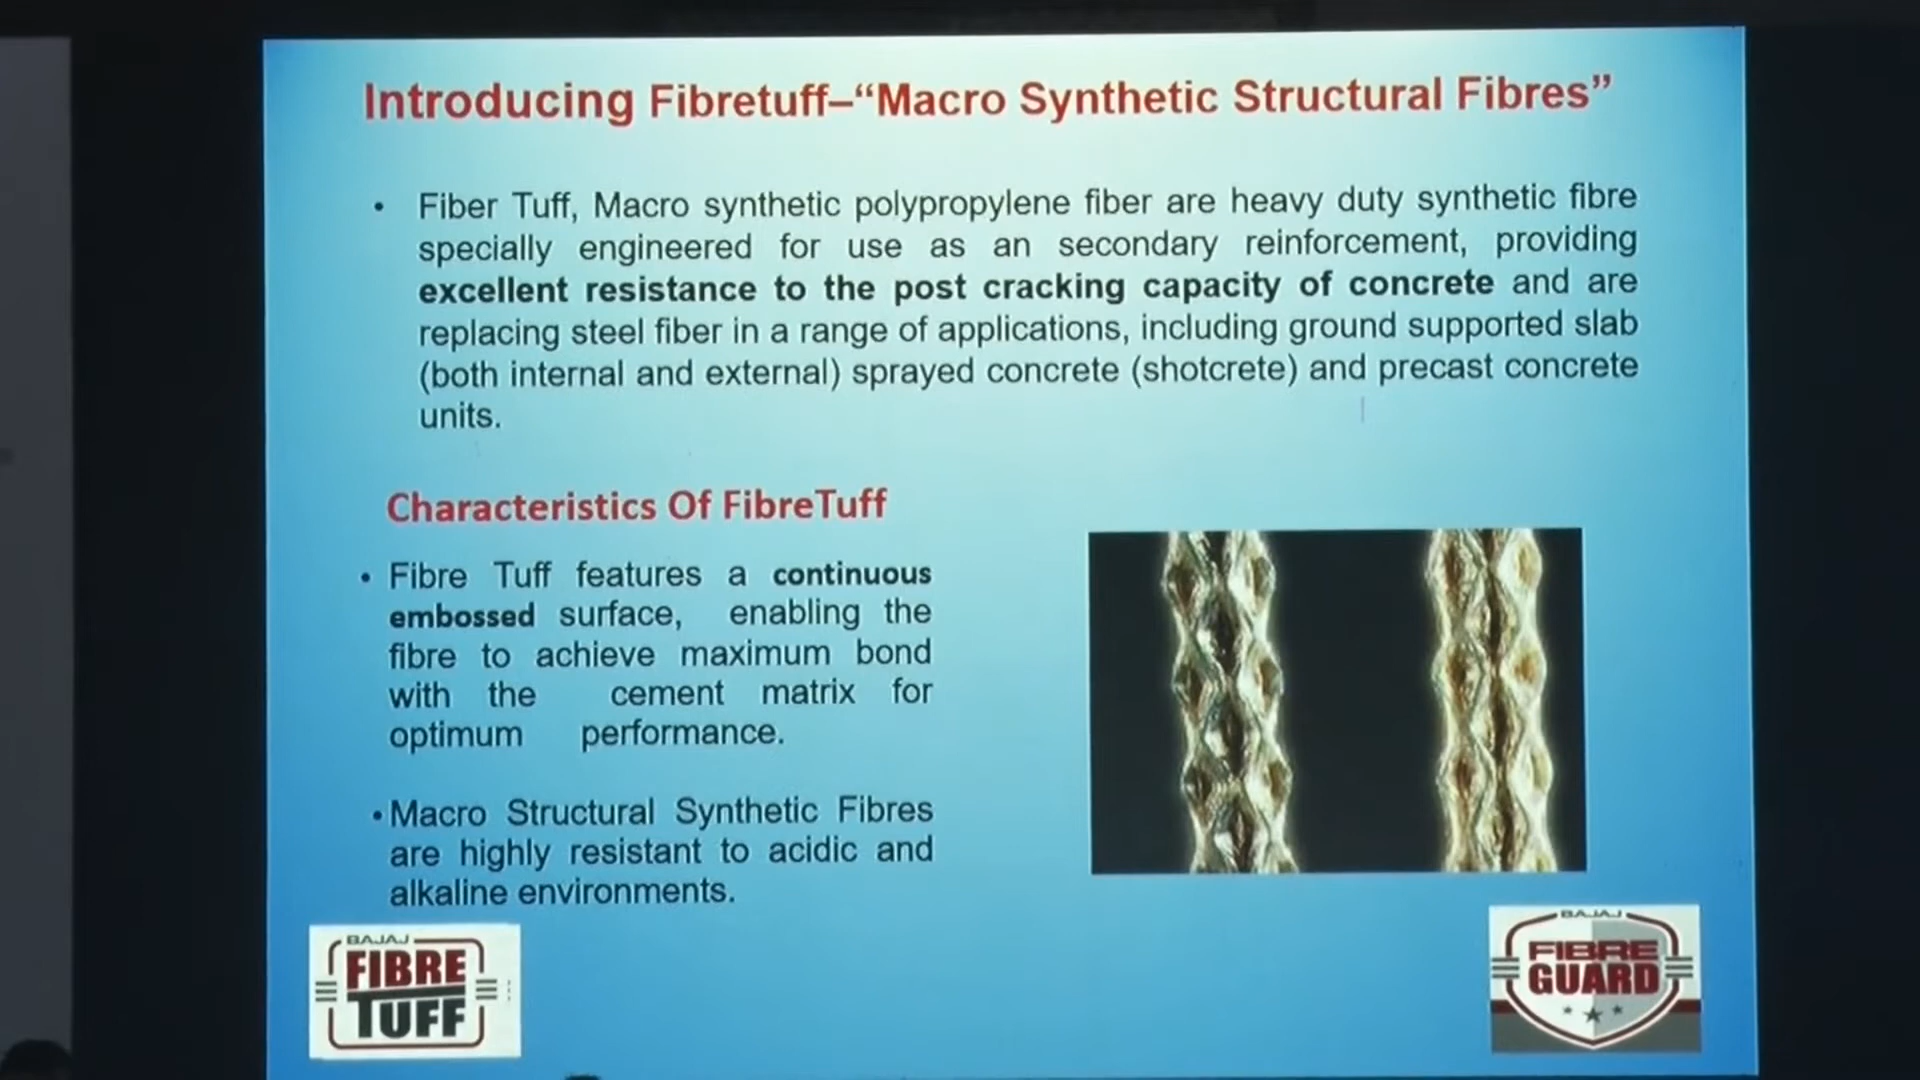 Introducing Fibretuff–“Macro Synthetic Structural Fibres”
• Fiber Tuff, Macro synthetic polypropylene fiber are heavy duty synthetic fibre
specially engineered for use as an secondary reinforcement, providing
excellent resistance to the post cracking capacity of concrete and are
replacing steel fiber in a range of applications, including ground supported slab
(both internal and external) sprayed concrete (shotcrete) and precast concrete
units.
Characteristics Of FibreTuff
• Fibre Tuff features a continuous
embossed surface, enabling the
fibre to achieve maximum bond
with the cement matrix for
optimum performance.
• Macro Structural Synthetic Fibres
are highly resistant to acidic and
alkaline environments.
BAJAJ
FIBRE
TUFF
BAJAJ
FIBRE
GUARD